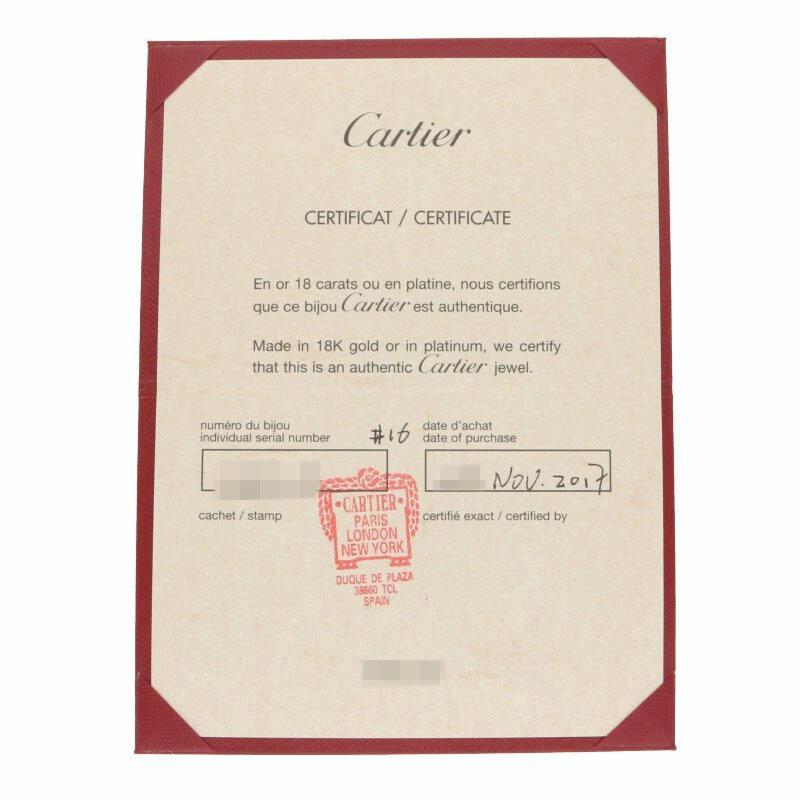 Cartier
CERTIFICAT / CERTIFICATE
En or 18 carats ou en platine, nous certifions
que ce bijou Cartier est authentique.
Made in 18K gold or in platinum, we certify
that this is an authentic Cartier jewel.
numéro du bijou
individual serial number
#16
date d'achat
date of purchase
NOV. 2017
cachet / stamp
certifié exact / certified by
CARTIER
PARIS
LONDON
NEW YORK
DUQUE DE PLAZA
38660 TCL
SPAIN